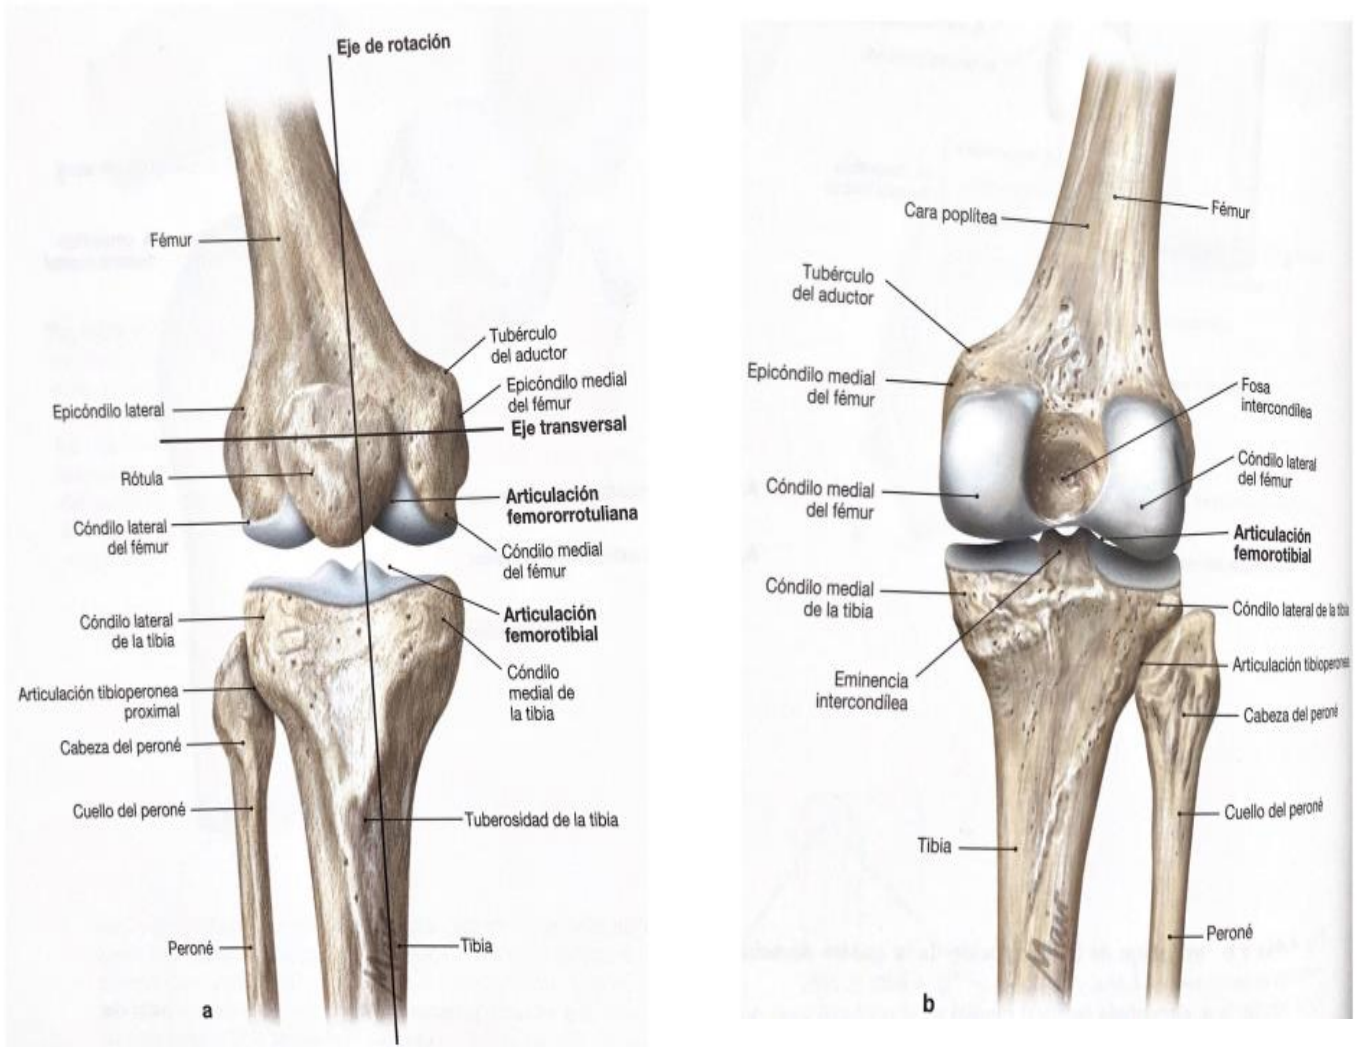 Eje de rotación
Fémur
Tubérculo
del aductor
Epicóndilo medial
del fémur
Epicóndilo lateral
Eje transversal
Rótula
Articulación
femororrotuliana
Cóndilo lateral
del fémur
Cóndilo medial
del fémur
Cóndilo lateral
de la tibia
Articulación
femorotibial
Cóndilo
medial de
la tibia
Articulación tibioperonea
proximal
Cabeza del peroné
Cuello del peroné
Tuberosidad de la tibia
Peroné
Tibia
a
Cara poplítea
Fémur
Tubérculo
del aductor
Epicóndilo medial
del fémur
Fosa
intercondílea
Cóndilo medial
del fémur
Cóndilo lateral
del fémur
Articulación
femorotibial
Cóndilo medial
de la tibia
Cóndilo lateral de la tibia
Eminencia
intercondílea
Articulación tibioperonea
Cabeza del peroné
Cuello del peroné
Tibia
Peroné
Mayr
b